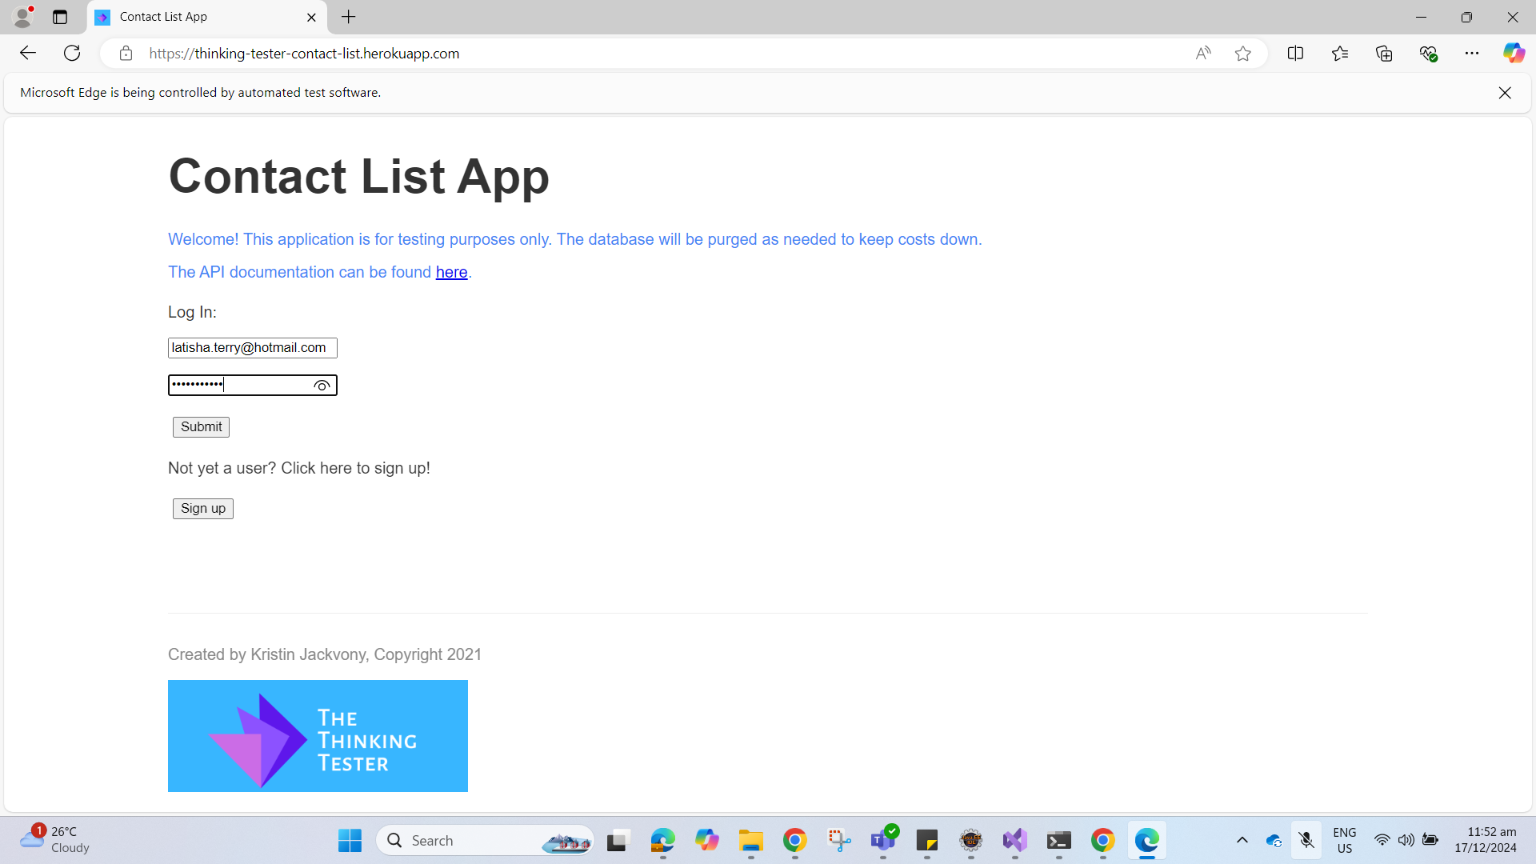 Contact List App
https://thinking-tester-contact-list.herokuapp.com
Microsoft Edge is being controlled by automated test software.
Contact List App
Welcome! This application is for testing purposes only. The database will be purged as needed to keep costs down.
The API documentation can be found here.
Log In:
latisha.terry@hotmail.com
•••••••••••
Submit
Not yet a user? Click here to sign up!
Sign up
Created by Kristin Jackvony, Copyright 2021
THE
THINKING
TESTER
1
26°C
Cloudy
Search
ENG
US
11:52 am
17/12/2024